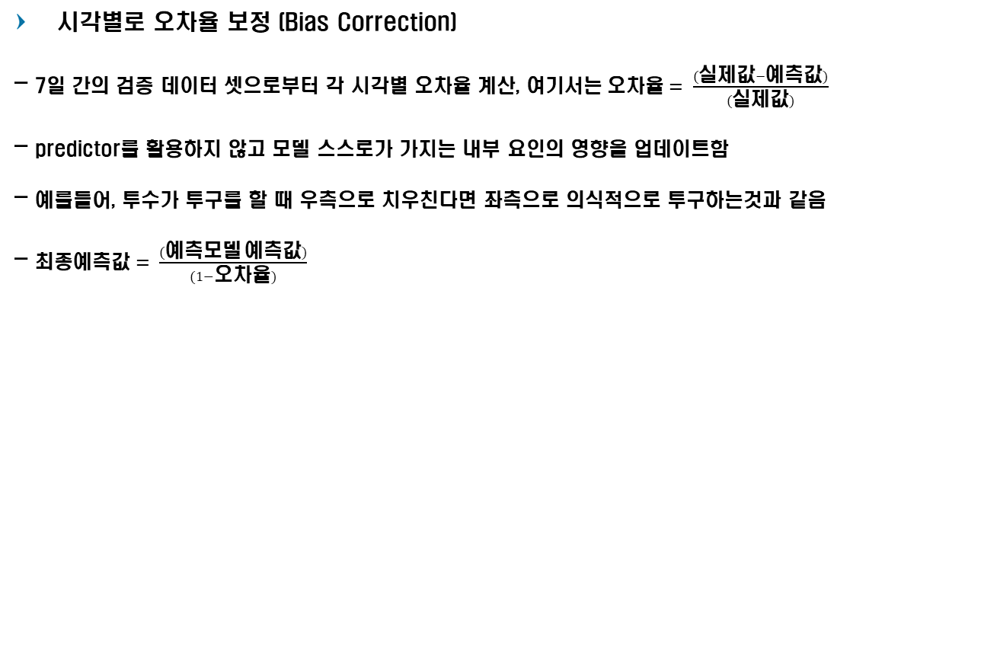 › 시각별로 오차율 보정 (Bias Correction)
– 7일 간의 검증 데이터 셋으로부터 각 시각별 오차율 계산, 여기서는 오차율 = (실제값−예측값)/(실제값)
– predictor를 활용하지 않고 모델 스스로가 가지는 내부 요인의 영향을 업데이트함
– 예를들어, 투수가 투구를 할 때 우측으로 치우친다면 좌측으로 의식적으로 투구하는것과 같음
– 최종예측값 = (예측모델 예측값)/(1−오차율)